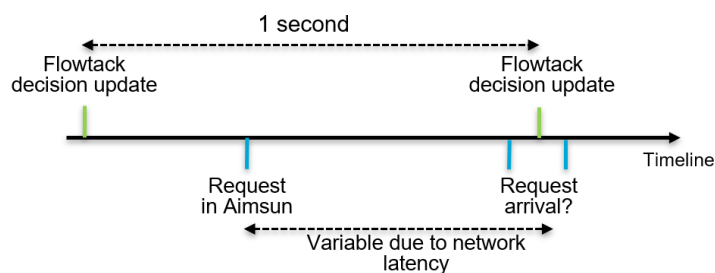 1 second
Flowtack
decision update
Flowtack
decision update
Timeline
Request
in Aimsun
Request
arrival?
Variable due to network
latency